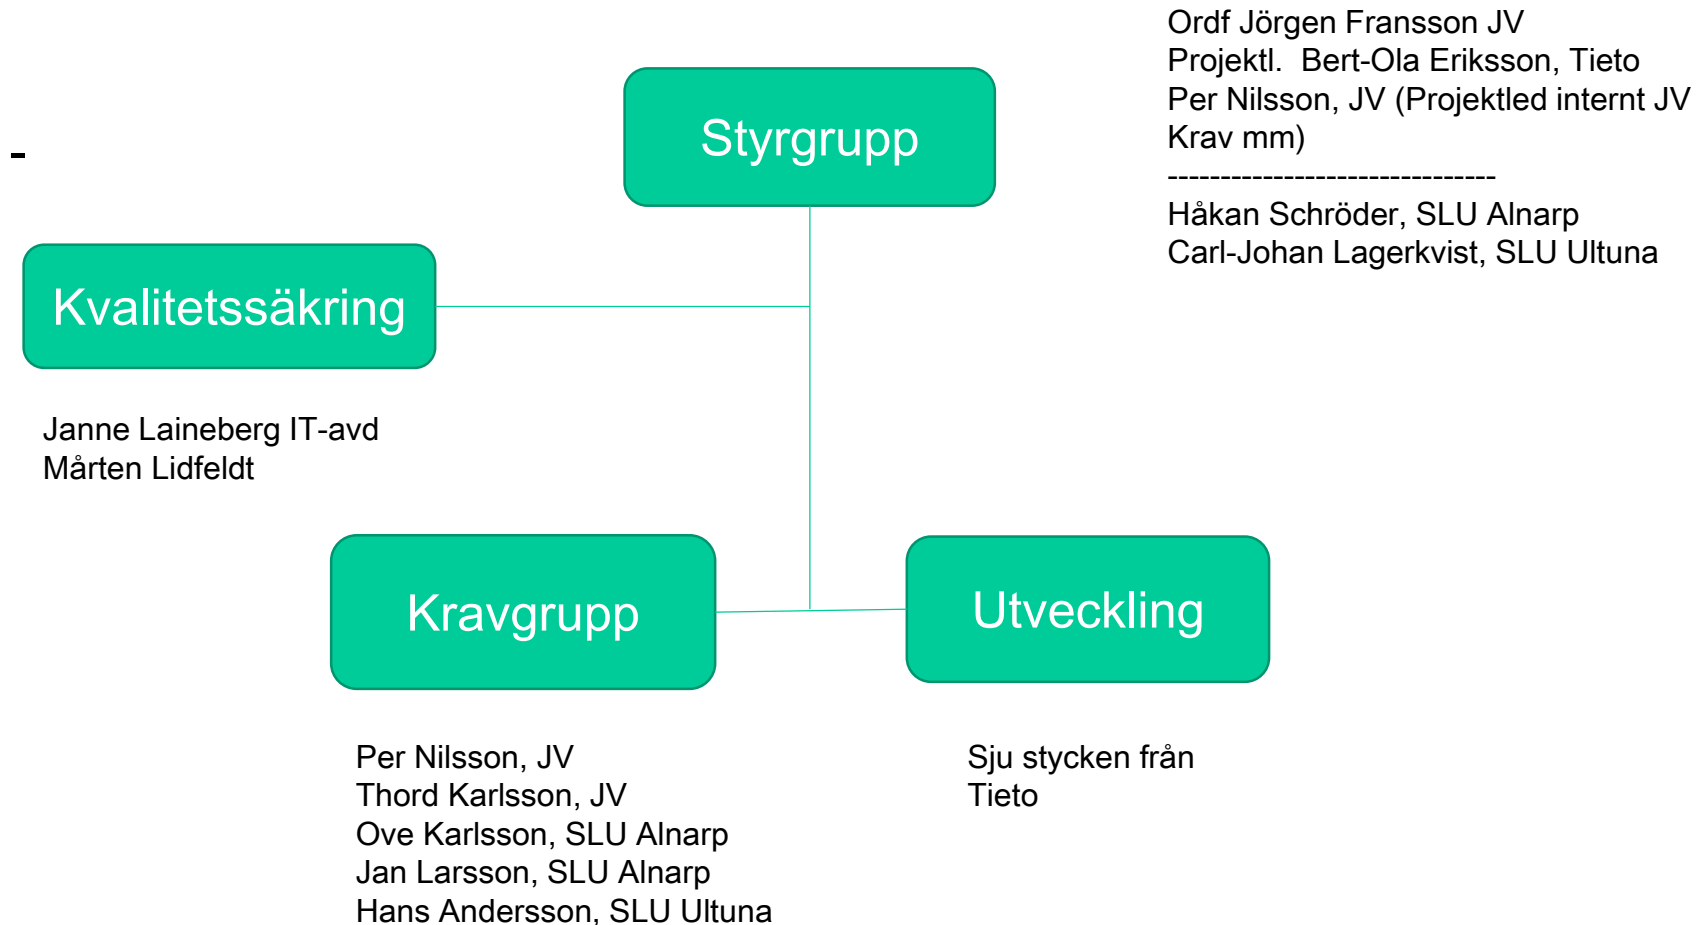 Ordf Jörgen Fransson JV
Projektl.  Bert-Ola Eriksson, Tieto
Per Nilsson, JV (Projektled internt JV
Krav mm)
-------------------------------
Håkan Schröder, SLU Alnarp
Carl-Johan Lagerkvist, SLU Ultuna
Styrgrupp
-
Kvalitetssäkring
Janne Laineberg IT-avd
Mårten Lidfeldt
Kravgrupp
Per Nilsson, JV
Thord Karlsson, JV
Ove Karlsson, SLU Alnarp
Jan Larsson, SLU Alnarp
Hans Andersson, SLU Ultuna
Utveckling
Sju stycken från
Tieto